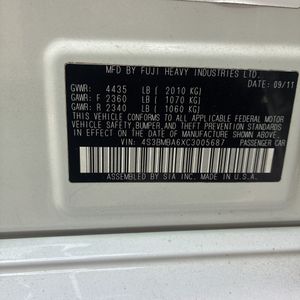 MFD BY FUJI HEAVY INDUSTRIES LTD.
DATE: 09/11
GVWR: 4435 LB ( 2010 KG)
GAWR: F 2360 LB ( 1070 KG)
GAWR: R 2340 LB ( 1060 KG)
THIS VEHICLE CONFORMS TO ALL APPLICABLE FEDERAL MOTOR
VEHICLE SAFETY, BUMPER, AND THEFT PREVENTION STANDARDS IN
EFFECT ON THE DATE OF MANUFACTURE SHOWN ABOVE.
VIN: 4S3BMBA6XC3005687 PASSENGER CAR
ASSEMBLED BY SIA INC. MADE IN U.S.A.